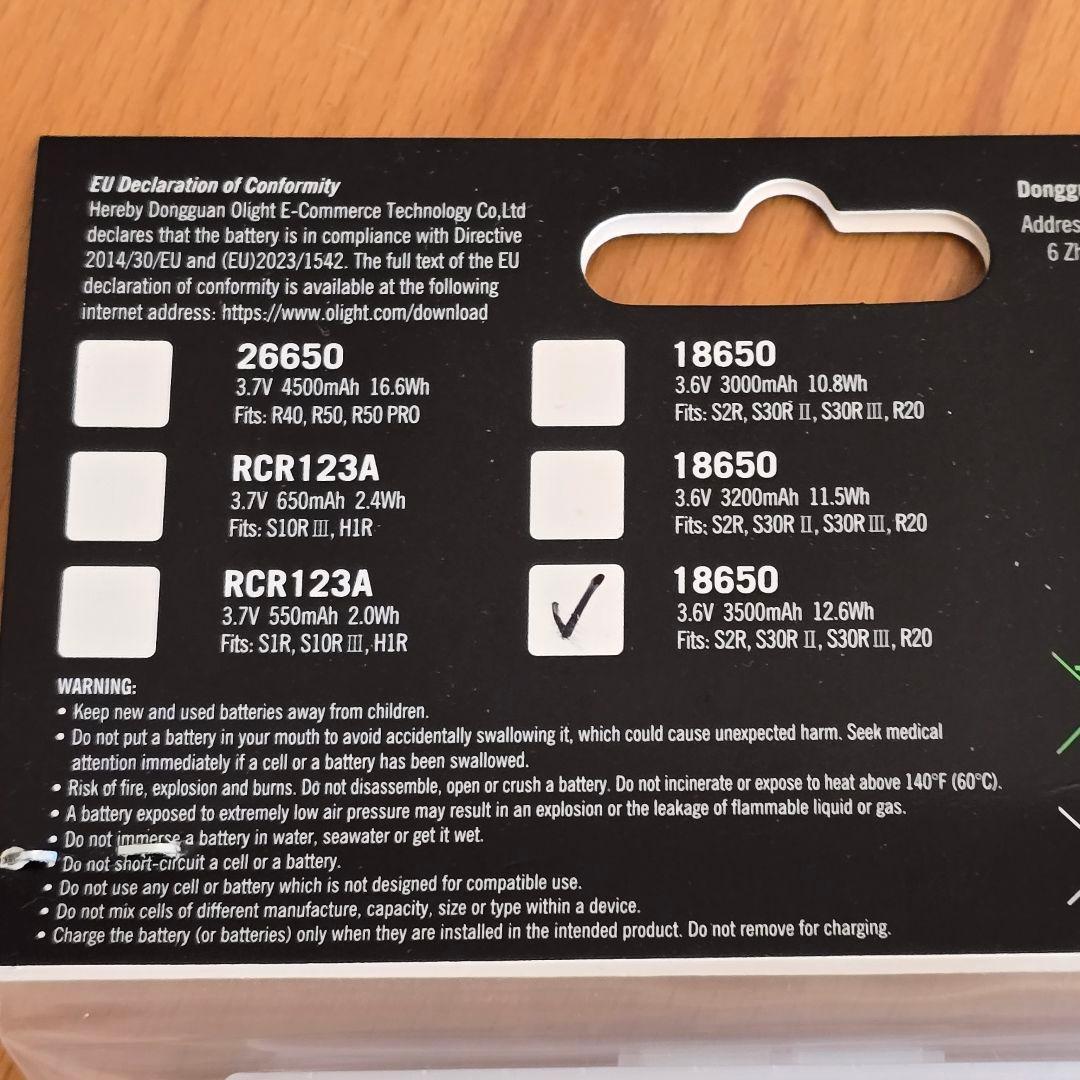 EU Declaration of Conformity
Hereby Dongguan Olight E-Commerce Technology Co,Ltd
declares that the battery is in compliance with Directive
2014/30/EU and (EU)2023/1542. The full text of the EU
declaration of conformity is available at the following
internet address: https://www.olight.com/download
Donggu
Addres
6 Zh
26650
3.7V 4500mAh 16.6Wh
Fits: R40, R50, R50 PRO
RCR123A
3.7V 650mAh 2.4Wh
Fits: S10R III, H1R
RCR123A
3.7V 550mAh 2.0Wh
Fits: S1R, S10R III, H1R
18650
3.6V 3000mAh 10.8Wh
Fits: S2R, S30R II, S30R III, R20
18650
3.6V 3200mAh 11.5Wh
Fits: S2R, S30R II, S30R III, R20
18650
3.6V 3500mAh 12.6Wh
Fits: S2R, S30R II, S30R III, R20
WARNING:
• Keep new and used batteries away from children.
• Do not put a battery in your mouth to avoid accidentally swallowing it, which could cause unexpected harm. Seek medical
attention immediately if a cell or a battery has been swallowed.
• Risk of fire, explosion and burns. Do not disassemble, open or crush a battery. Do not incinerate or expose to heat above 140°F (60°C).
• A battery exposed to extremely low air pressure may result in an explosion or the leakage of flammable liquid or gas.
• Do not immerse a battery in water, seawater or get it wet.
Do not short-circuit a cell or a battery.
• Do not use any cell or battery which is not designed for compatible use.
• Do not mix cells of different manufacture, capacity, size or type within a device.
• Charge the battery (or batteries) only when they are installed in the intended product. Do not remove for charging.